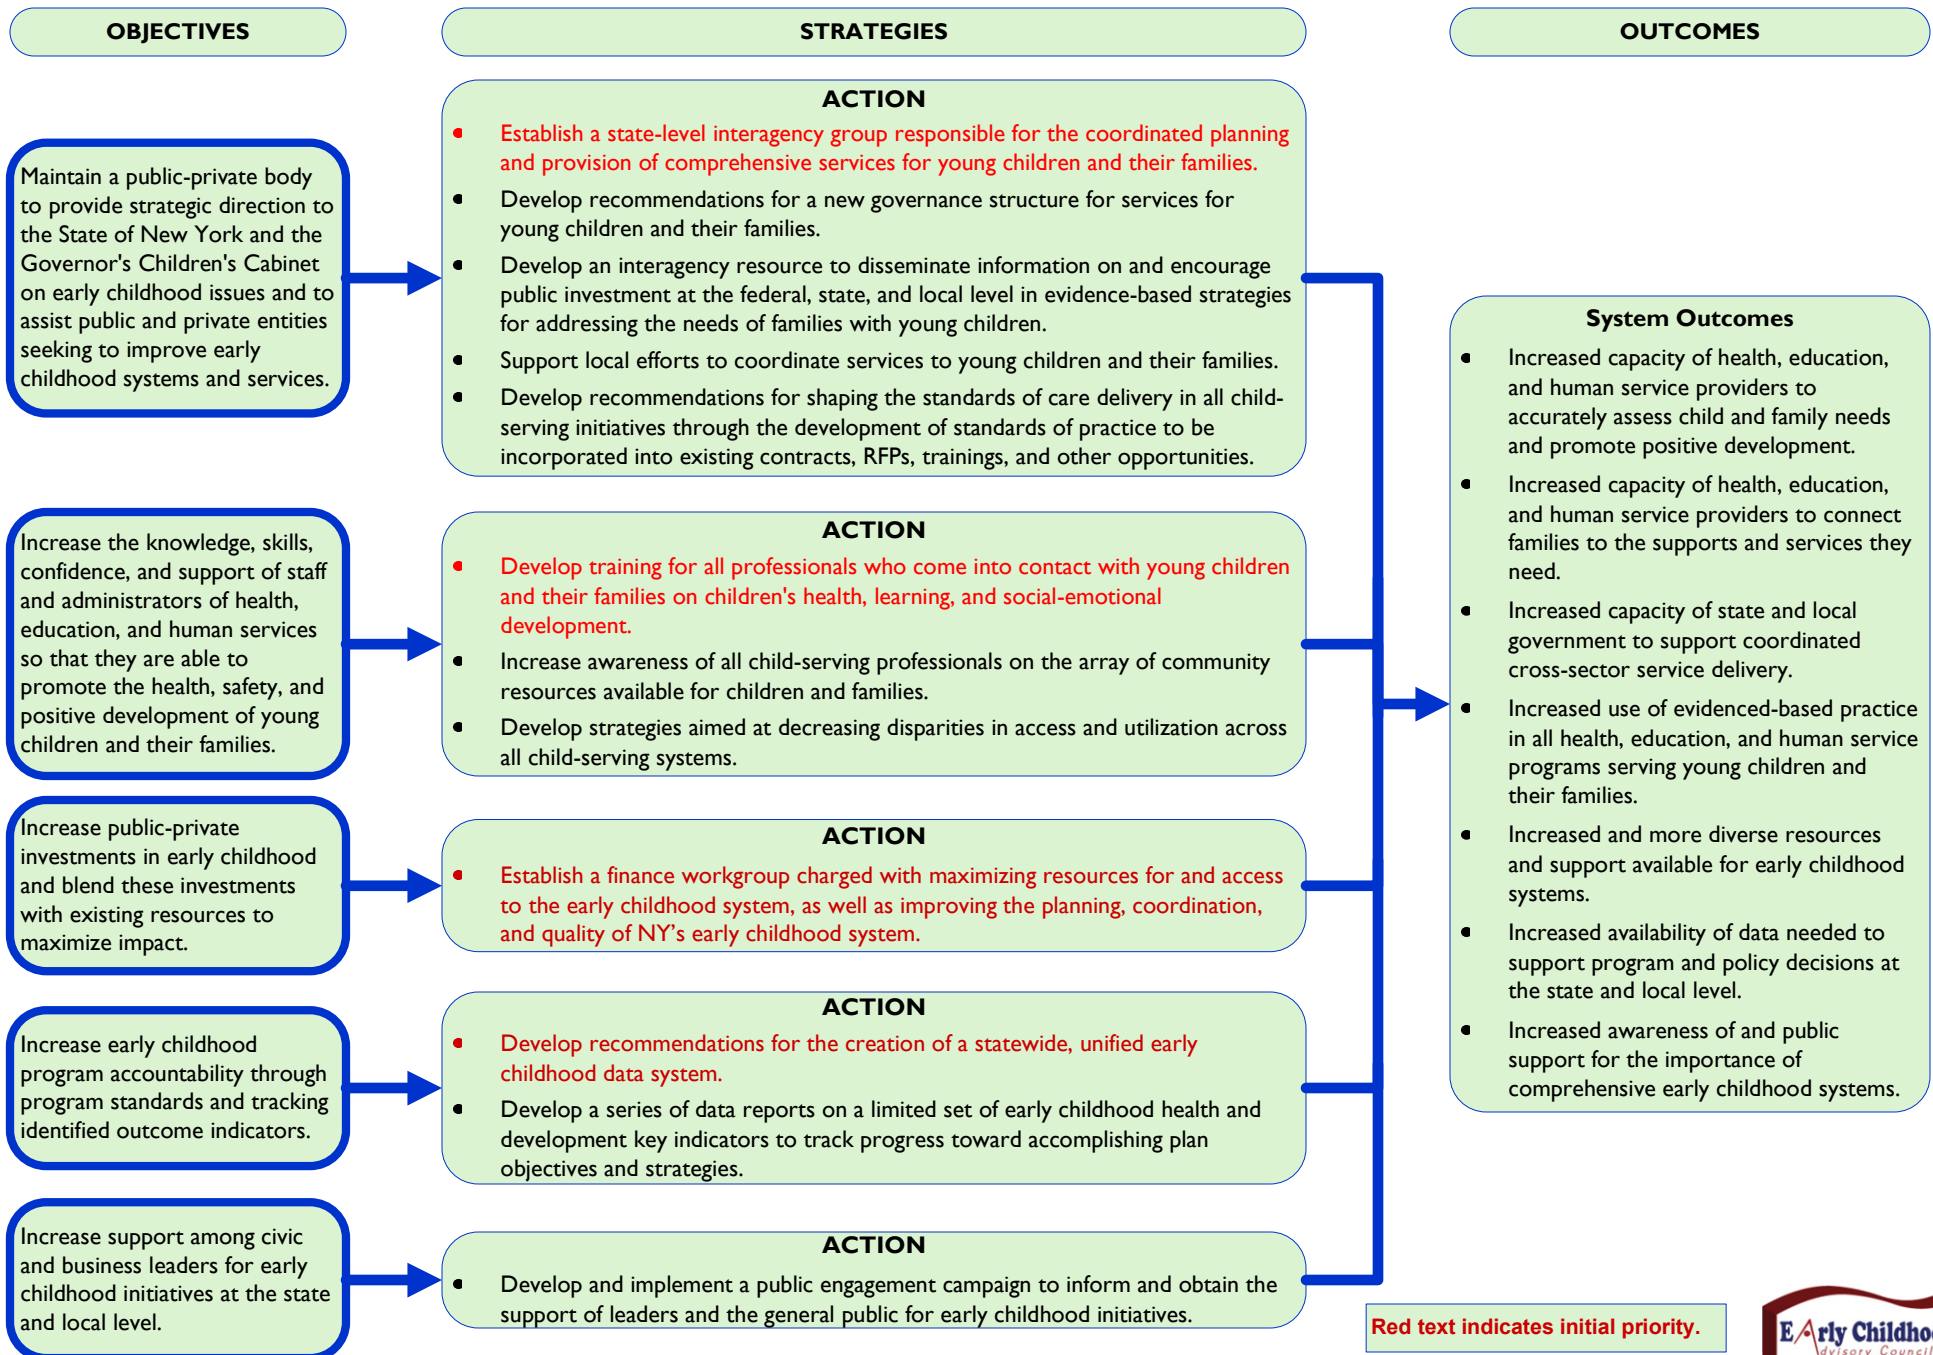 OBJECTIVES
STRATEGIES
OUTCOMES
Maintain a public-private body
to provide strategic direction to
the State of New York and the
Governor's Children's Cabinet
on early childhood issues and to
assist public and private entities
seeking to improve early
childhood systems and services.
ACTION
• Establish a state-level interagency group responsible for the coordinated planning
and provision of comprehensive services for young children and their families.
• Develop recommendations for a new governance structure for services for
young children and their families.
• Develop an interagency resource to disseminate information on and encourage
public investment at the federal, state, and local level in evidence-based strategies
for addressing the needs of families with young children.
• Support local efforts to coordinate services to young children and their families.
• Develop recommendations for shaping the standards of care delivery in all child-
serving initiatives through the development of standards of practice to be
incorporated into existing contracts, RFPs, trainings, and other opportunities.
Increase the knowledge, skills,
confidence, and support of staff
and administrators of health,
education, and human services
so that they are able to
promote the health, safety, and
positive development of young
children and their families.
ACTION
• Develop training for all professionals who come into contact with young children
and their families on children's health, learning, and social-emotional
development.
• Increase awareness of all child-serving professionals on the array of community
resources available for children and families.
• Develop strategies aimed at decreasing disparities in access and utilization across
all child-serving systems.
Increase public-private
investments in early childhood
and blend these investments
with existing resources to
maximize impact.
ACTION
• Establish a finance workgroup charged with maximizing resources for and access
to the early childhood system, as well as improving the planning, coordination,
and quality of NY’s early childhood system.
Increase early childhood
program accountability through
program standards and tracking
identified outcome indicators.
ACTION
• Develop recommendations for the creation of a statewide, unified early
childhood data system.
• Develop a series of data reports on a limited set of early childhood health and
development key indicators to track progress toward accomplishing plan
objectives and strategies.
Increase support among civic
and business leaders for early
childhood initiatives at the state
and local level.
ACTION
• Develop and implement a public engagement campaign to inform and obtain the
support of leaders and the general public for early childhood initiatives.
System Outcomes
• Increased capacity of health, education,
and human service providers to
accurately assess child and family needs
and promote positive development.
• Increased capacity of health, education,
and human service providers to connect
families to the supports and services they
need.
• Increased capacity of state and local
government to support coordinated
cross-sector service delivery.
• Increased use of evidenced-based practice
in all health, education, and human service
programs serving young children and
their families.
• Increased and more diverse resources
and support available for early childhood
systems.
• Increased availability of data needed to
support program and policy decisions at
the state and local level.
• Increased awareness of and public
support for the importance of
comprehensive early childhood systems.
Red text indicates initial priority.
Early Childhoo
Advisory Council